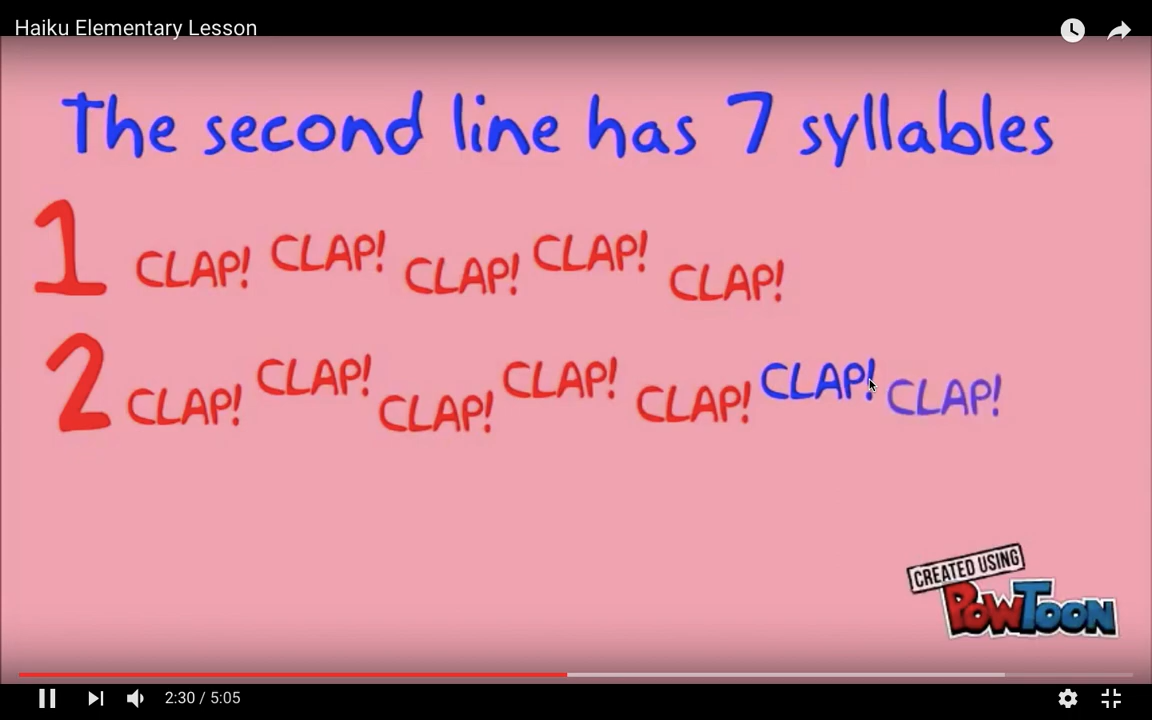 Haiku Elementary Lesson
The second line has 7 syllables
1 CLAP! CLAP! CLAP! CLAP! CLAP!
2 CLAP! CLAP! CLAP! CLAP! CLAP! CLAP! CLAP!
CREATED USING
POWTOON
2:30 / 5:05